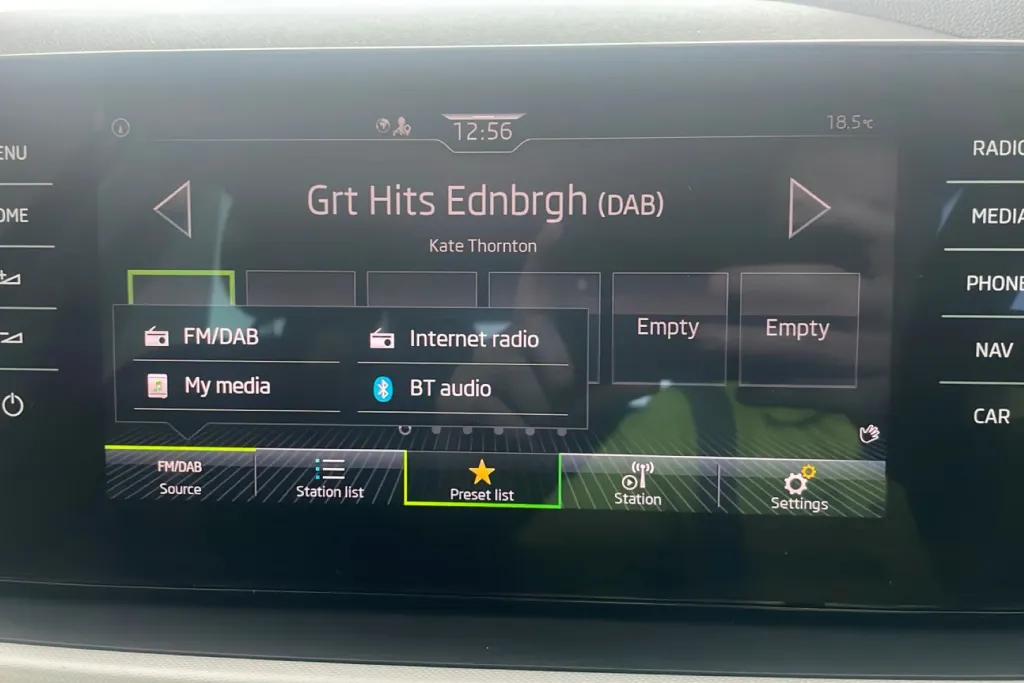 12:56
18.5°C
ENU
OME
RADIO
MEDIA
PHONE
NAV
CAR
Grt Hits Ednbrgh (DAB)
Kate Thornton
Empty
Empty
FM/DAB
Internet radio
My media
BT audio
FM/DAB
Source
Station list
Preset list
Station
Settings